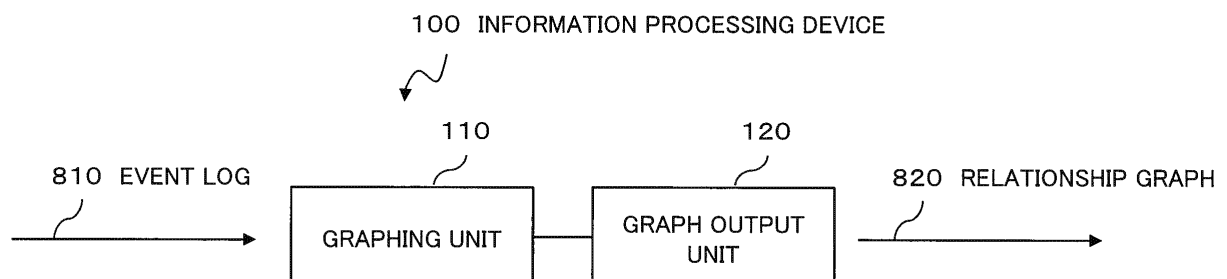 100 INFORMATION PROCESSING DEVICE
110
120
810 EVENT LOG
820 RELATIONSHIP GRAPH
GRAPHING UNIT
GRAPH OUTPUT
UNIT